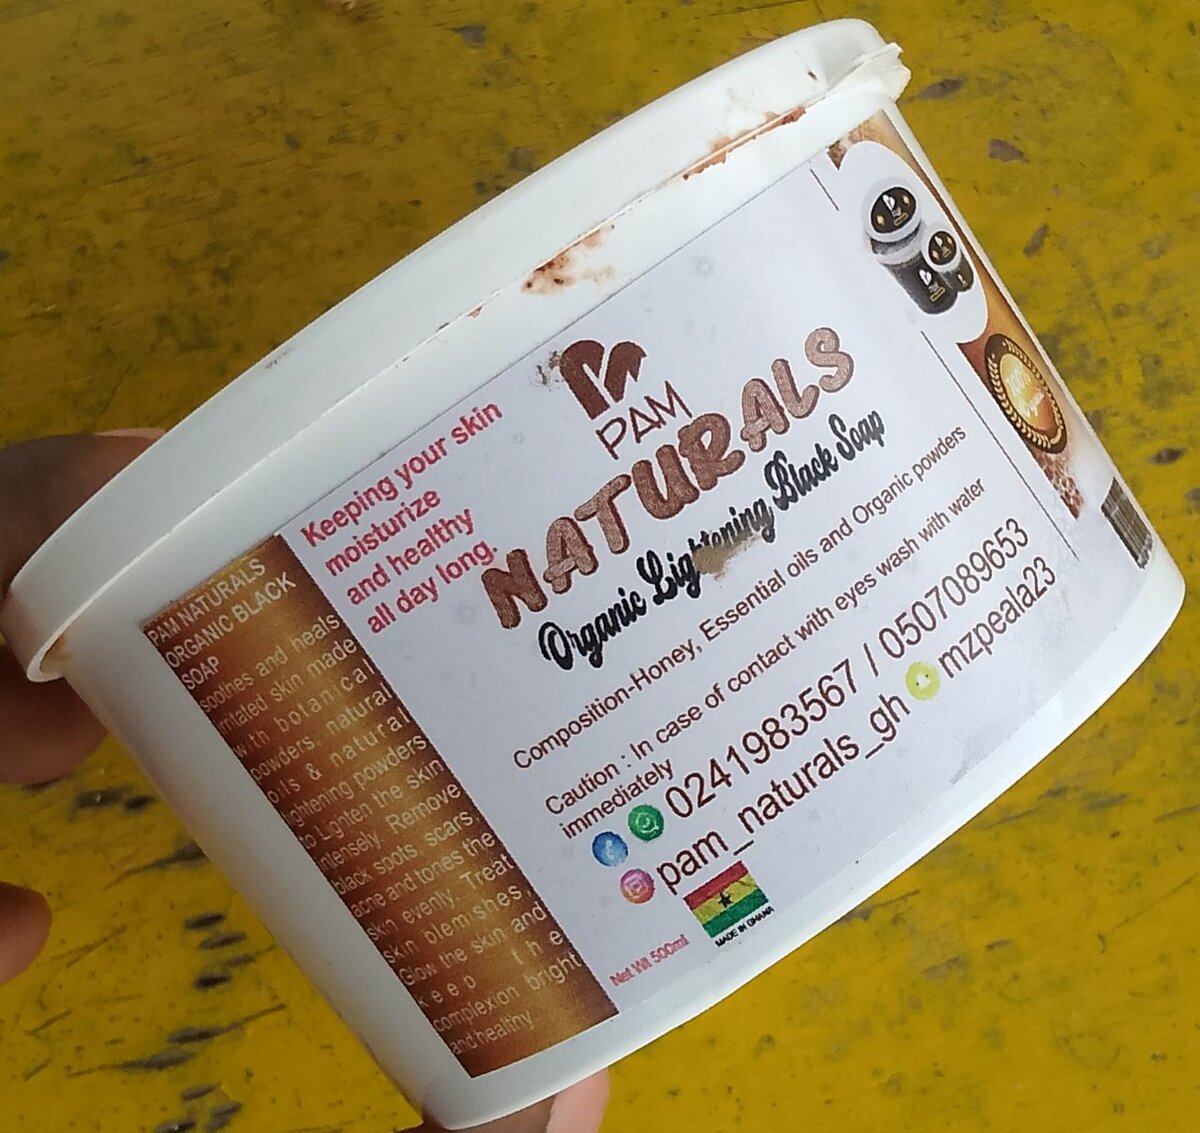 PAM NATURALS
ORGANIC BLACK
SOAP
soothes and heals
irritated skin made
with botanical
powders natural
oils & natural
lightening powders
to Lighten the skin
intensely. Remove
black spots, scars,
acne and tones the
skin evenly. Treat
skin blemishes,
Glow the skin and
keep the
complexion bright
and healthy.
Keeping your skin
moisturize
and healthy
all day long.
PAM
NATURALS
Organic Lightening Black Soap
Composition-Honey, Essential oils and Organic powders
Caution : In case of contact with eyes wash with water
immediately
0241983567 / 0507089653
pam_naturals_gh mzpeala23
Net Wt 500ml
MADE IN GHANA
100%
Organic